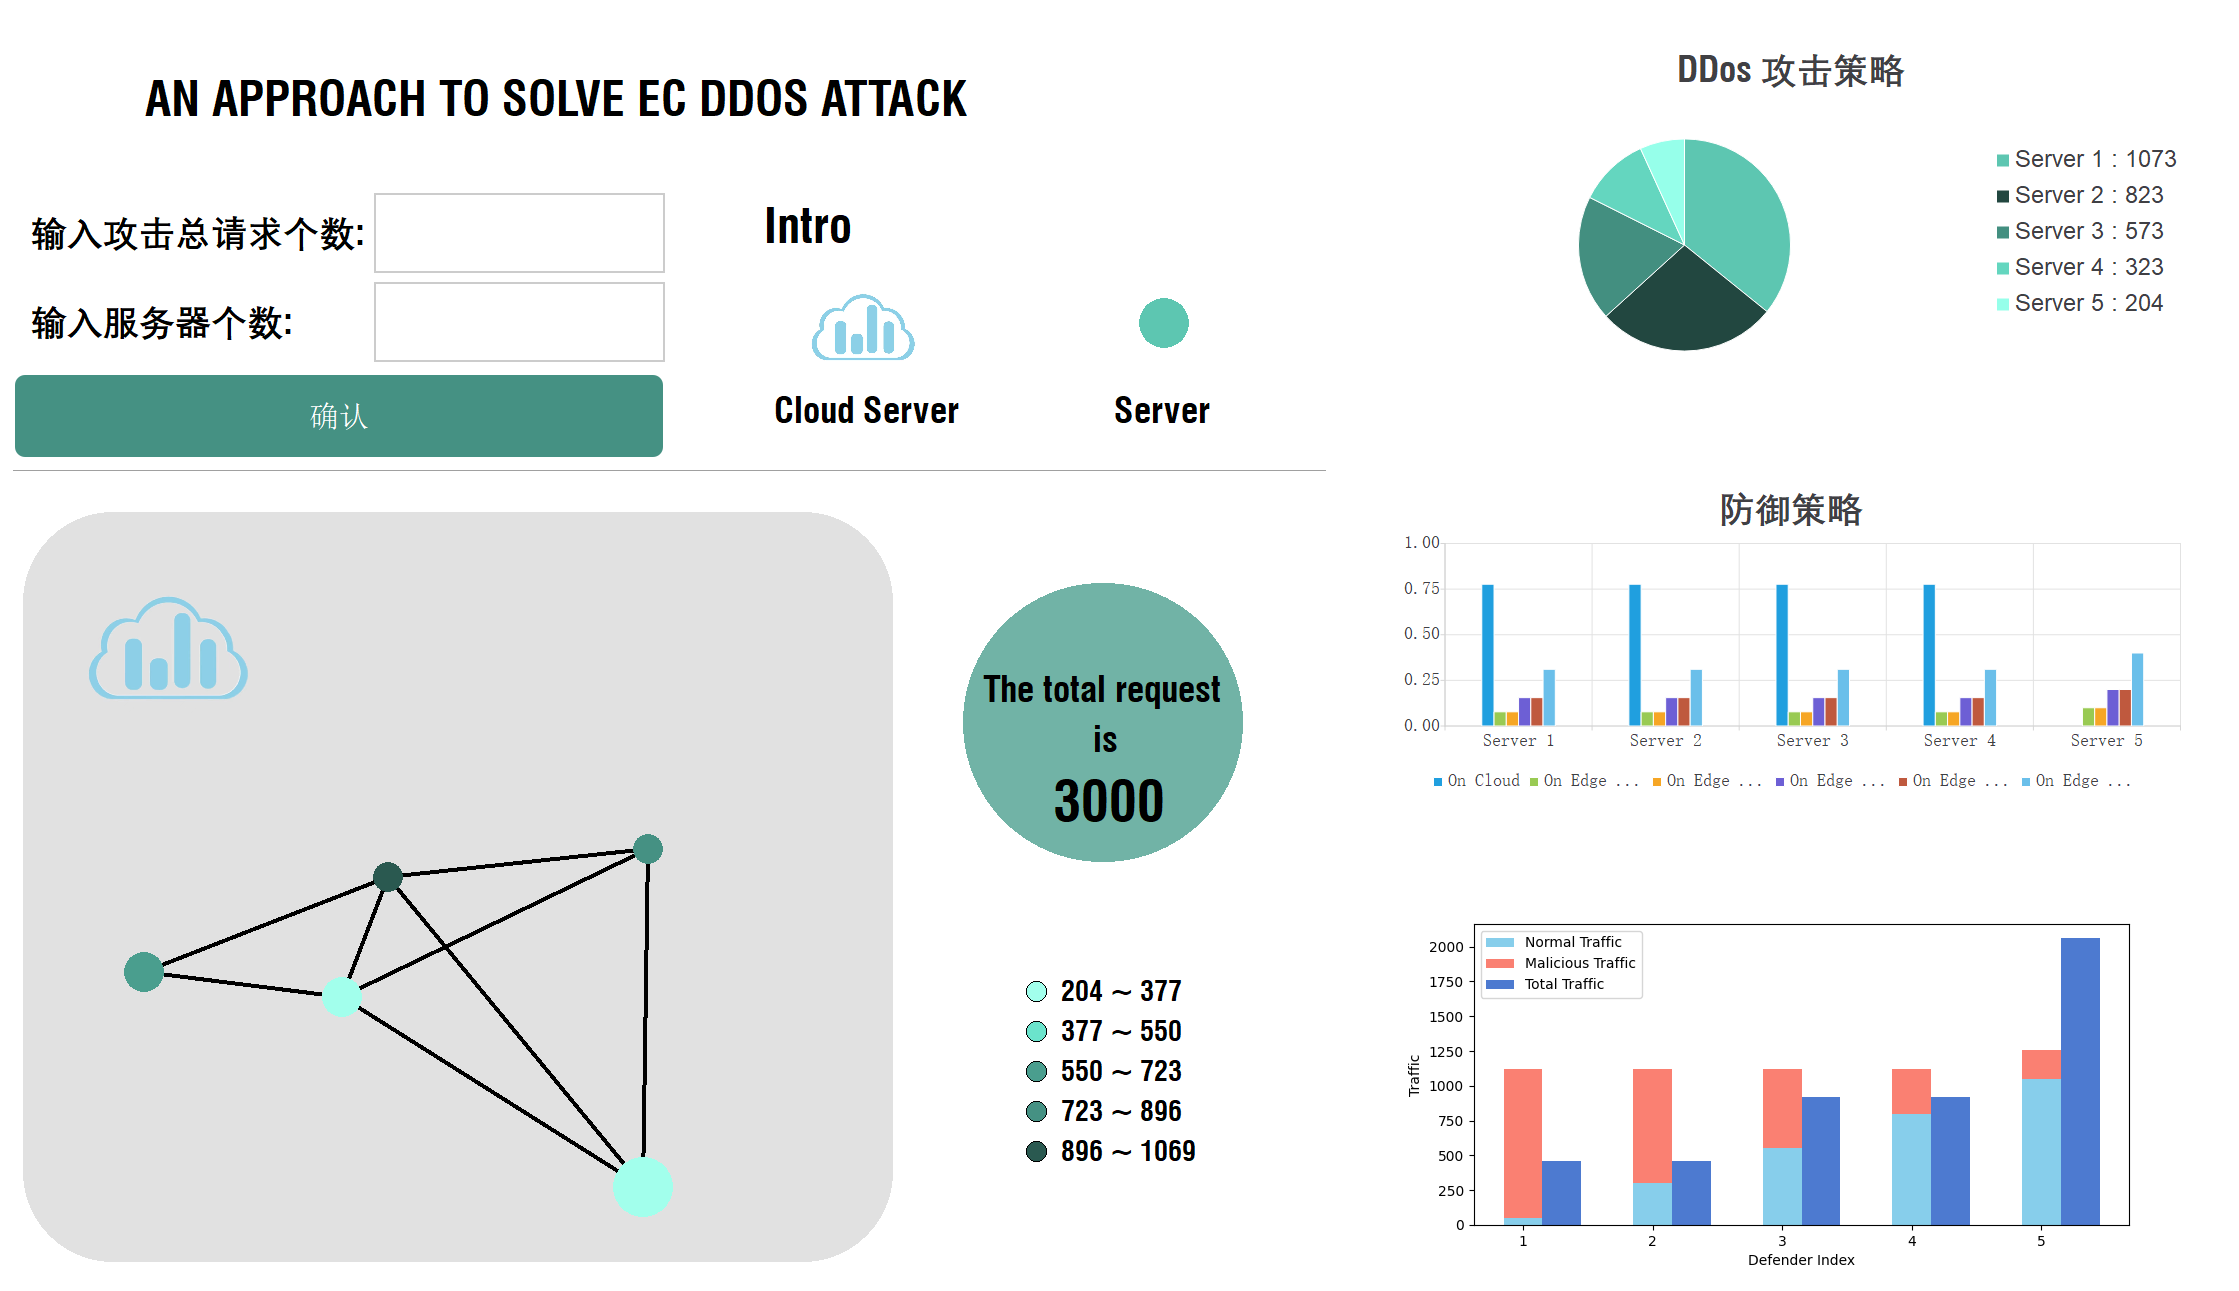 AN APPROACH TO SOLVE EC DDOS ATTACK
输入攻击总请求个数:
输入服务器个数:
确认
Intro
Cloud Server
Server
The total request
is
3000
204 ~ 377
377 ~ 550
550 ~ 723
723 ~ 896
896 ~ 1069
DDos 攻击策略
Server 1 : 1073
Server 2 : 823
Server 3 : 573
Server 4 : 323
Server 5 : 204
防御策略
1.00
0.75
0.50
0.25
0.00
Server 1 Server 2 Server 3 Server 4 Server 5
On Cloud On Edge ... On Edge ... On Edge ... On Edge ... On Edge ...
Normal Traffic
Malicious Traffic
Total Traffic
Traffic
2000
1750
1500
1250
1000
750
500
250
0
1 2 3 4 5
Defender Index